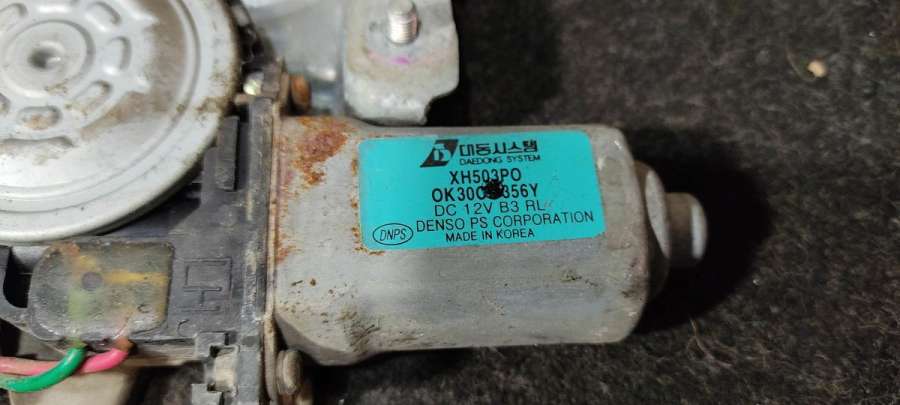 대동시스템
DAEDONG SYSTEM
XH503PO
DC 12V B3 RL
DENSO PS CORPORATION
DNPS
MADE IN KOREA